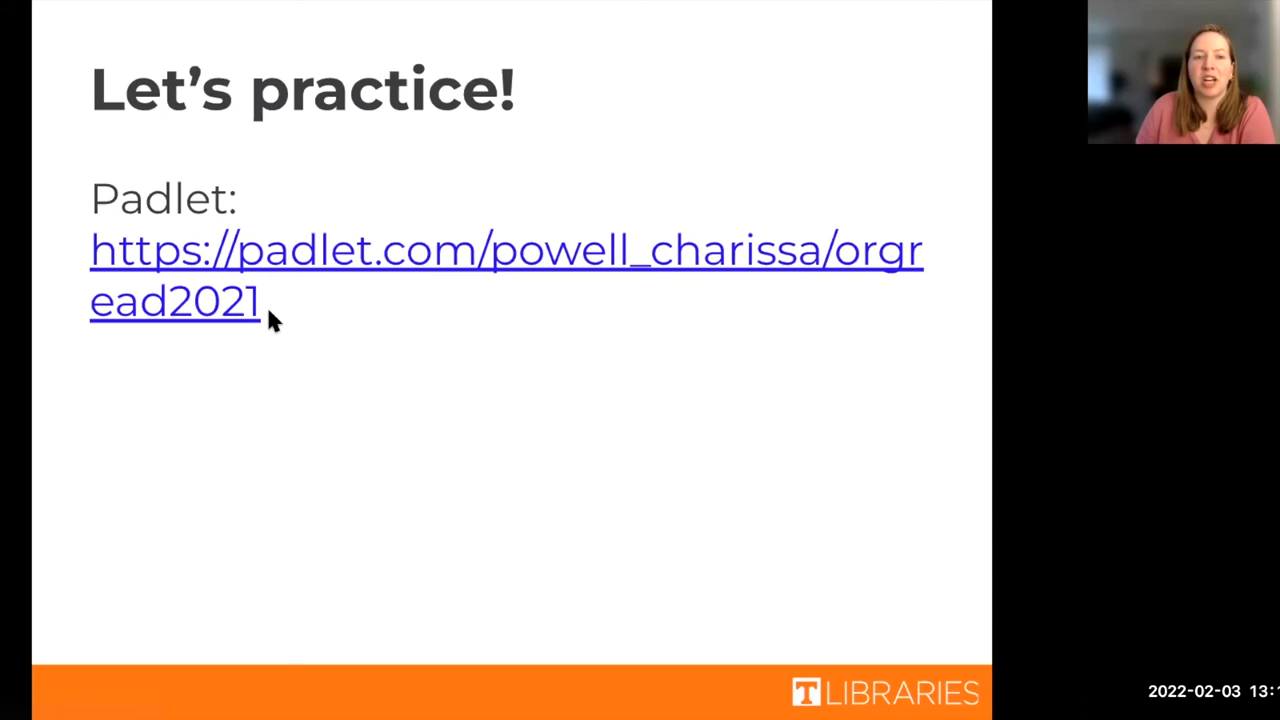 Let's practice!
Padlet:
https://padlet.com/powell_charissa/orgr
ead2021
T LIBRARIES
2022-02-03 13:1